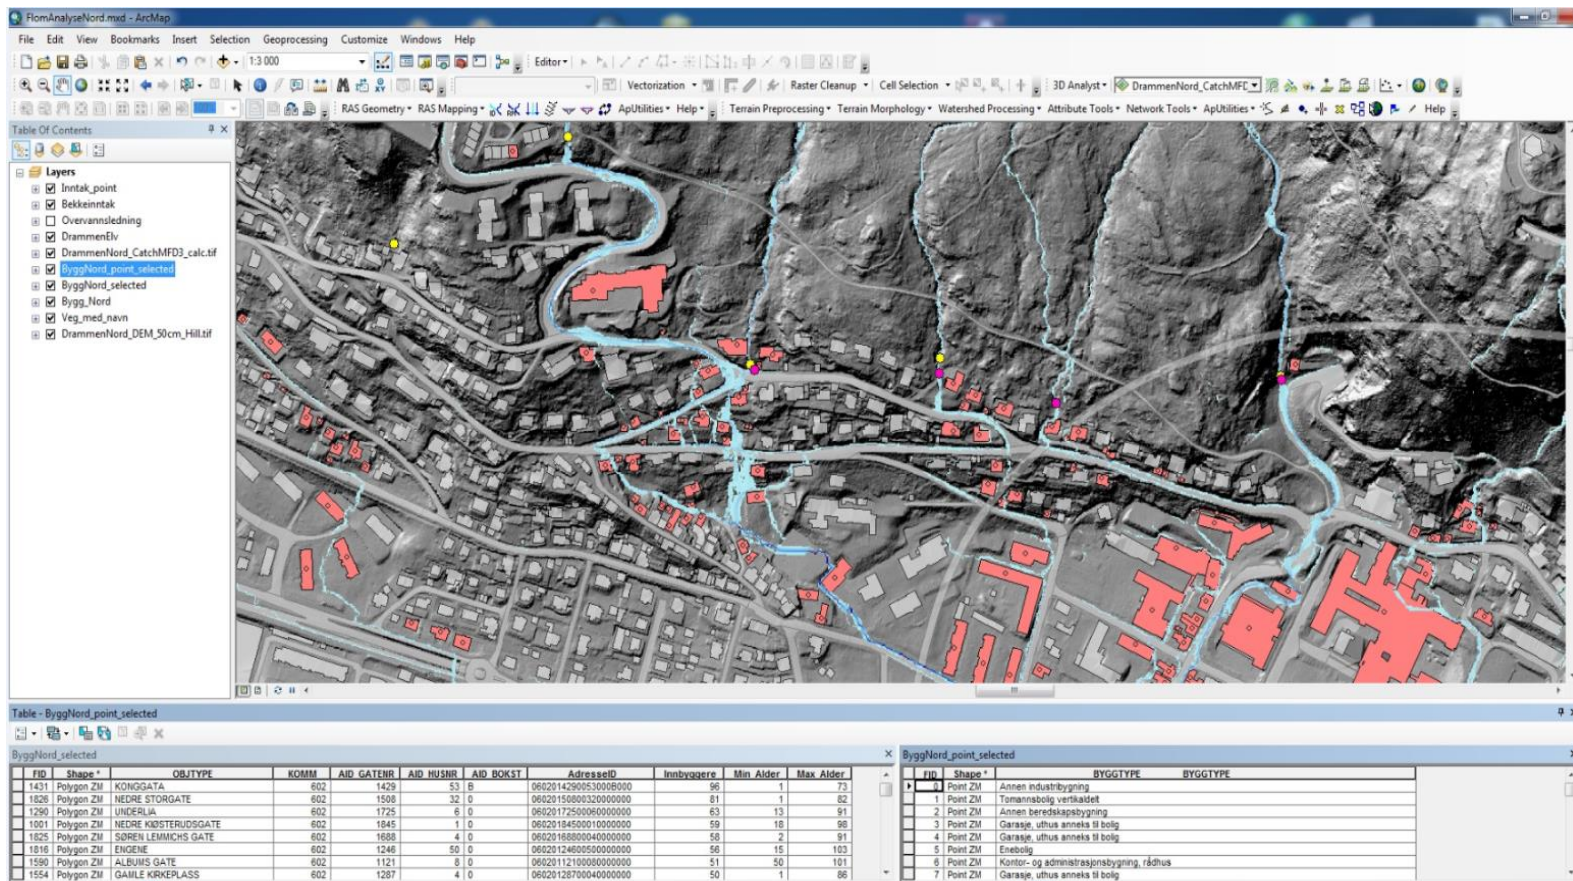 FlomAnalyseNord.mxd - ArcMap
File Edit View Bookmarks Insert Selection Geoprocessing Customize Windows Help
1:3 000 Editor
Vectorization Raster Cleanup Cell Selection 3D Analyst DrammenNord_CatchMFD
RAS Geometry RAS Mapping ApUtilities Help Terrain Preprocessing Terrain Morphology Watershed Processing Attribute Tools Network Tools ApUtilities Help
Table Of Contents
Layers
Inntak_point
Bekkeinntak
Overvannsledning
DrammenElv
DrammenNord_CatchMFD3_calc.tif
ByggNord_point_selected
ByggNord_selected
Bygg_Nord
Veg_med_navn
DrammenNord_DEM_50cm_Hill.tif
Table - ByggNord_point_selected
ByggNord_selected
FID Shape * OBJTYPE KOMM AID_GATENR AID_HUSNR AID_BOKST AdresseID Innbyggere Min_Alder Max_Alder
1431 Polygon ZM KONGGATA 602 1429 53 B 0602014290053000B000 96 1 73
1826 Polygon ZM NEDRE STORGATE 602 1508 32 0 0602015080032000000 81 1 82
1290 Polygon ZM UNDERLIA 602 1725 6 0 0602017250006000000 63 13 91
1001 Polygon ZM NEDRE KIØSTERUDSGATE 602 1845 1 0 0602018450001000000 59 18 98
1825 Polygon ZM SØREN LEMMICHS GATE 602 1688 4 0 0602016880004000000 58 2 91
1816 Polygon ZM ENGENE 602 1246 50 0 0602012460050000000 56 15 103
1590 Polygon ZM ALBUMS GATE 602 1121 8 0 0602011210008000000 51 50 101
1554 Polygon ZM GAMLE KIRKEPLASS 602 1287 4 0 0602012870004000000 50 1 86
ByggNord_point_selected
FID Shape * BYGGTYPE BYGGTYPE
0 Point ZM Annen industribygning
1 Point ZM Tomannsbolig vertikaldelt
2 Point ZM Annen beredskapsbygning
3 Point ZM Garasje, uthus anneks til bolig
4 Point ZM Garasje, uthus anneks til bolig
5 Point ZM Enebolig
6 Point ZM Kontor- og administrasjonsbygning, rådhus
7 Point ZM Garasje, uthus anneks til bolig